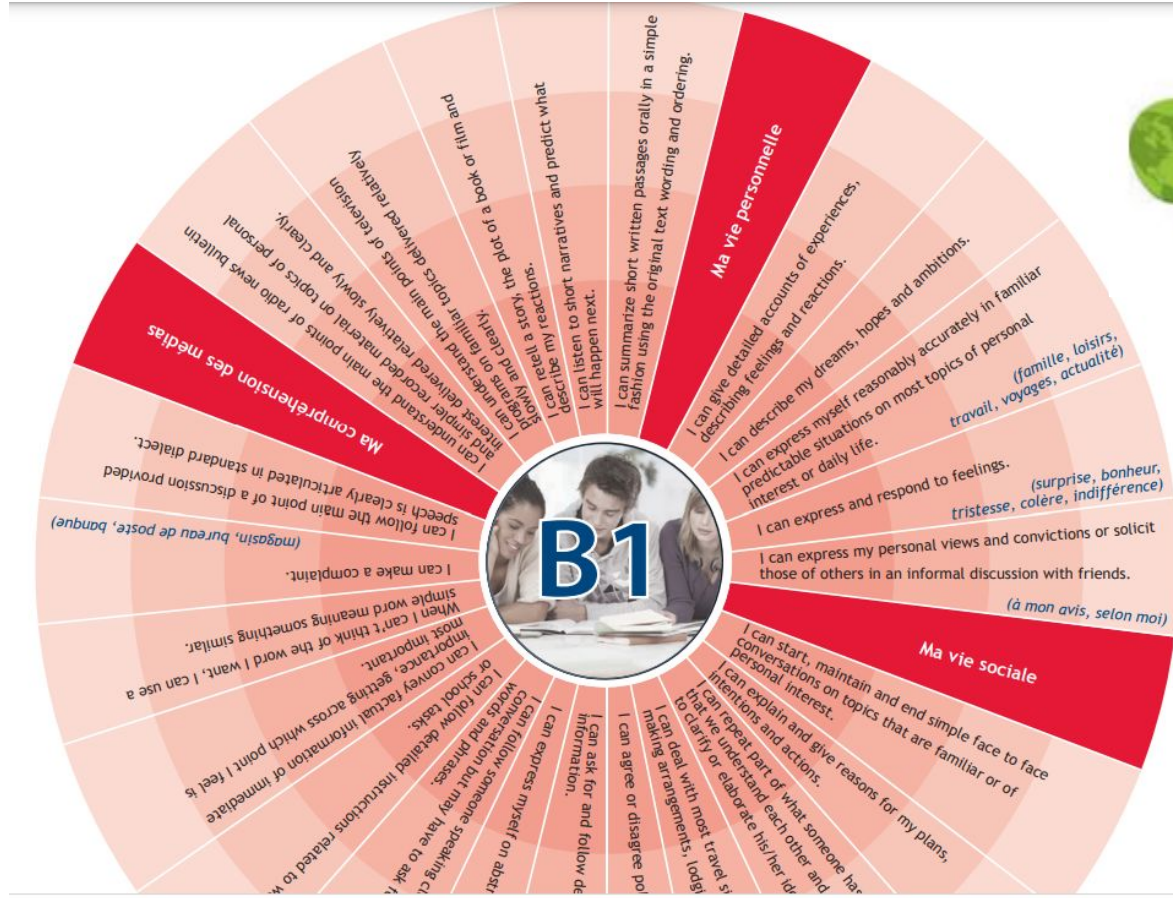 B1
Ma vie personnelle
I can give detailed accounts of experiences,
describing feelings and reactions.
I can describe my dreams, hopes and ambitions.
I can express myself reasonably accurately in familiar
predictable situations on most topics of personal
interest or daily life.
(famille, loisirs,
travail, voyages, actualité)
I can express and respond to feelings.
(surprise, bonheur,
tristesse, colère, indifférence)
I can express my personal views and convictions or solicit
those of others in an informal discussion with friends.
(à mon avis, selon moi)
Ma vie sociale
I can start, maintain and end simple face to face
conversations on topics that are familiar or of
personal interest.
I can explain and give reasons for my plans,
intentions and actions.
I can repeat part of what someone has
that we understand each other and
to clarify or elaborate his/her ide
I can deal with most travel si
making arrangements, lodgi
I can agree or disagree pol
I can ask for and follow de
information.
I can express myself on abstr
I can follow someone speaking cl
conversation but may have to ask f
words and phrases.
I can follow detailed instructions related to w
or school tasks.
I can convey factual information of immediate
importance, getting across which point I feel is
most important.
When I can't think of the word I want, I can use a
simple word meaning something similar.
I can make a complaint.
(magasin, bureau de poste, banque)
I can follow the main point of a discussion provided
speech is clearly articulated in standard dialect.
Ma compréhension des médias
I can understand the main points of radio news bulletin
and simpler recorded material on topics of personal
interest delivered relatively slowly and clearly.
I can understand the main points of television
programs on familiar topics delivered relatively
slowly and clearly.
I can retell a story, the plot of a book or film and
describe my reactions.
I can listen to short narratives and predict what
will happen next.
I can summarize short written passages orally in a simple
fashion using the original text wording and ordering.